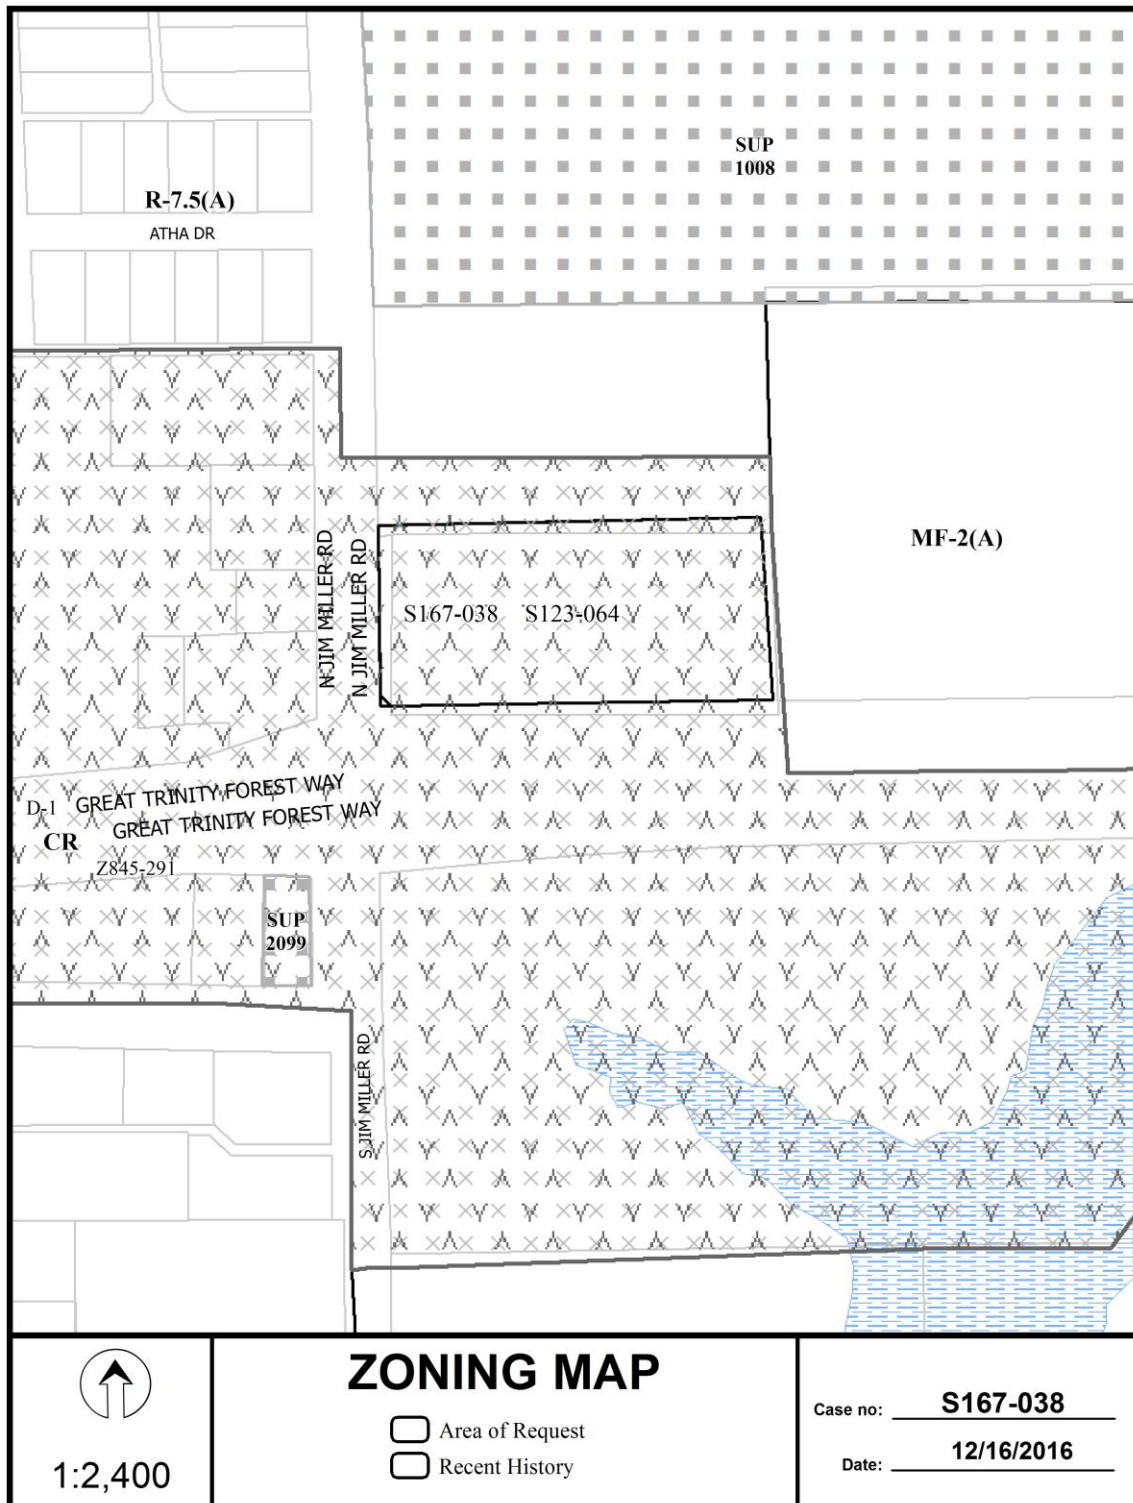 SUP
1008
R-7.5(A)
ATHA DR
MF-2(A)
N JIM MILLER RD
N JIM MILLER RD
S167-038
S123-064
D-1
GREAT TRINITY FOREST WAY
GREAT TRINITY FOREST WAY
CR
Z845-291
SUP
2099
S JIM MILLER RD
1:2,400
ZONING MAP
Area of Request
Recent History
Case no: S167-038
Date: 12/16/2016